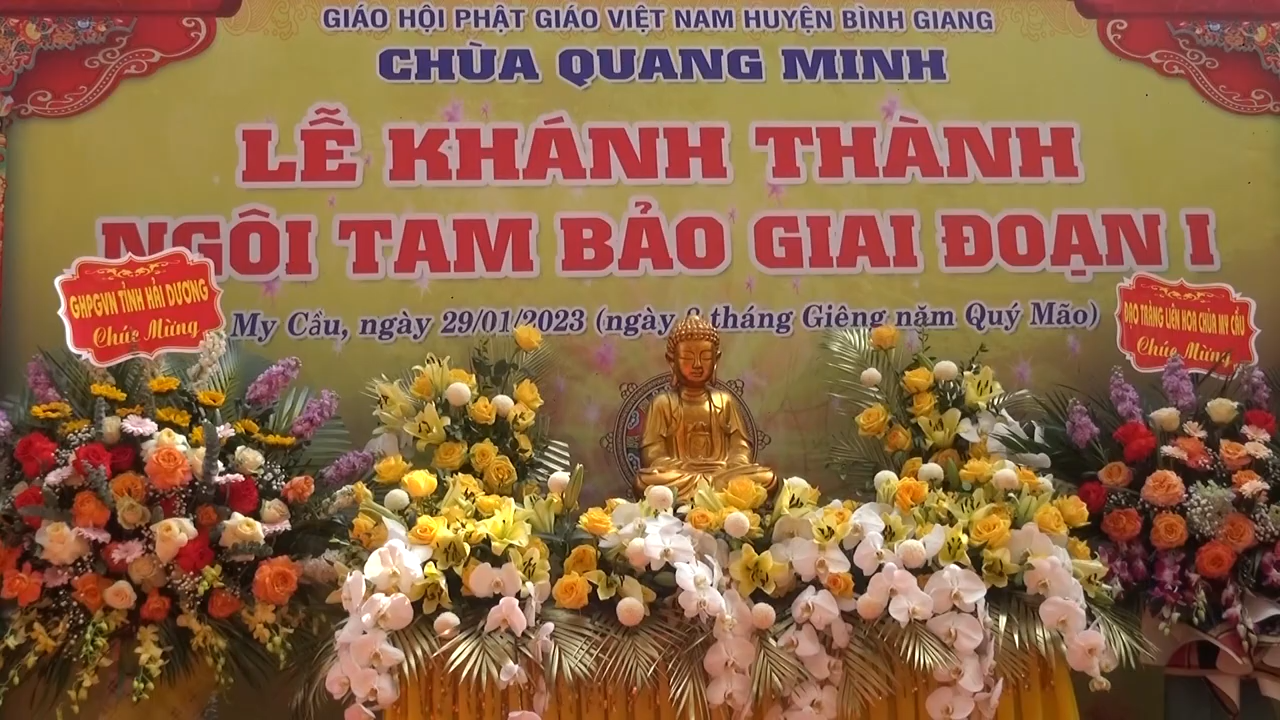 GIÁO HỘI PHẬT GIÁO VIỆT NAM HUYỆN BÌNH GIANG
CHÙA QUANG MINH
LỄ KHÁNH THÀNH
NGÔI TAM BẢO GIAI ĐOẠN I
My Cầu, ngày 29/01/2023 (ngày 8 tháng Giêng năm Quý Mão)
GHPGVN TỈNH HẢI DƯƠNG
Chúc Mừng
ĐẠO TRÀNG LIÊN HOA CHÙA MY CẦU
Chúc Mừng